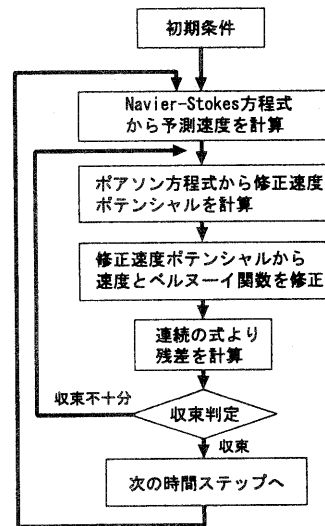 初期条件
Navier-Stokes方程式
から予測速度を計算
ポアソン方程式から修正速度
ポテンシャルを計算
修正速度ポテンシャルから
速度とベルヌーイ関数を修正
連続の式より
残差を計算
収束不十分
収束判定
収束
次の時間ステップへ